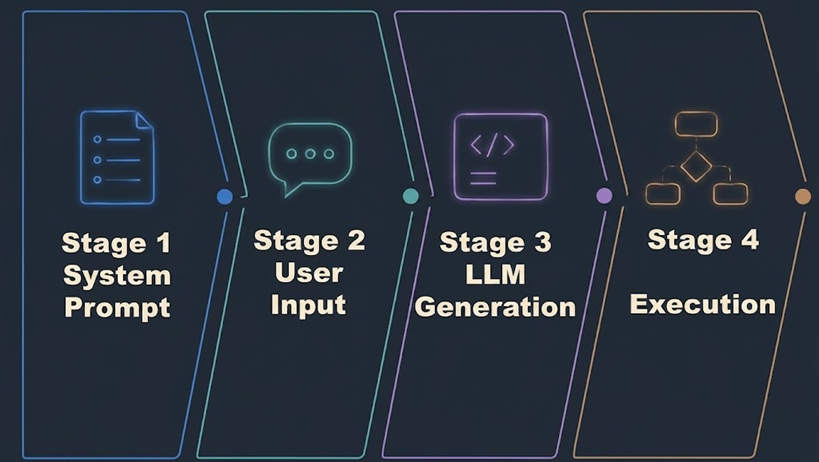 Stage 1
System
Prompt
Stage 2
User
Input
</>
Stage 3
LLM
Generation
Stage 4
Execution